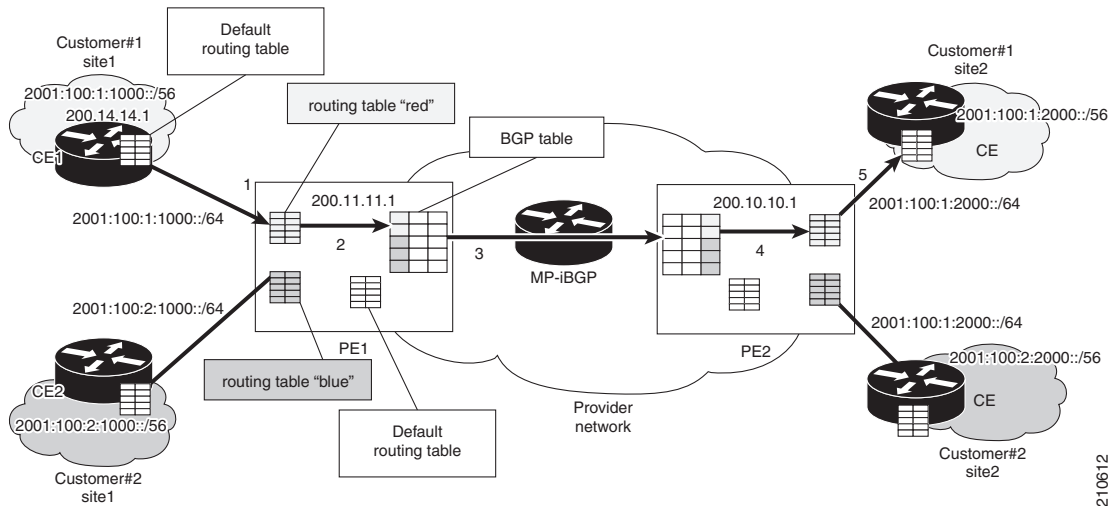 Default
routing table
Customer#1
site1
2001:100:1:1000::/56
200.14.14.1
CE1
routing table “red”
BGP table
Customer#1
site2
2001:100:1:2000::/56
CE
1
2001:100:1:1000::/64
200.11.11.1
2
3
MP-iBGP
200.10.10.1
4
5
2001:100:1:2000::/64
2001:100:2:1000::/64
PE1
2001:100:1:2000::/64
PE2
CE2
2001:100:2:1000::/56
Customer#2
site1
routing table “blue”
Default
routing table
Provider
network
2001:100:2:2000::/56
CE
Customer#2
site2
210612